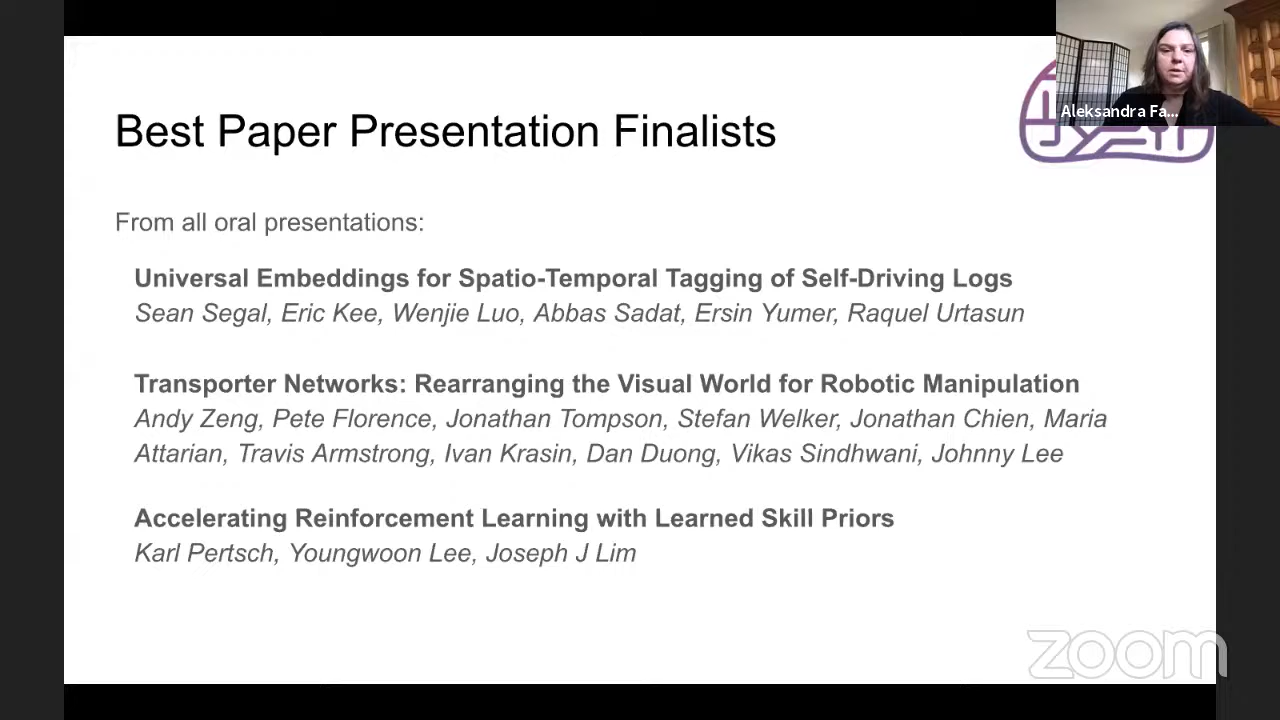 Best Paper Presentation Finalists
Aleksandra Fa...
From all oral presentations:
Universal Embeddings for Spatio-Temporal Tagging of Self-Driving Logs
Sean Segal, Eric Kee, Wenjie Luo, Abbas Sadat, Ersin Yumer, Raquel Urtasun
Transporter Networks: Rearranging the Visual World for Robotic Manipulation
Andy Zeng, Pete Florence, Jonathan Tompson, Stefan Welker, Jonathan Chien, Maria
Attarian, Travis Armstrong, Ivan Krasin, Dan Duong, Vikas Sindhwani, Johnny Lee
Accelerating Reinforcement Learning with Learned Skill Priors
Karl Pertsch, Youngwoon Lee, Joseph J Lim
zoom